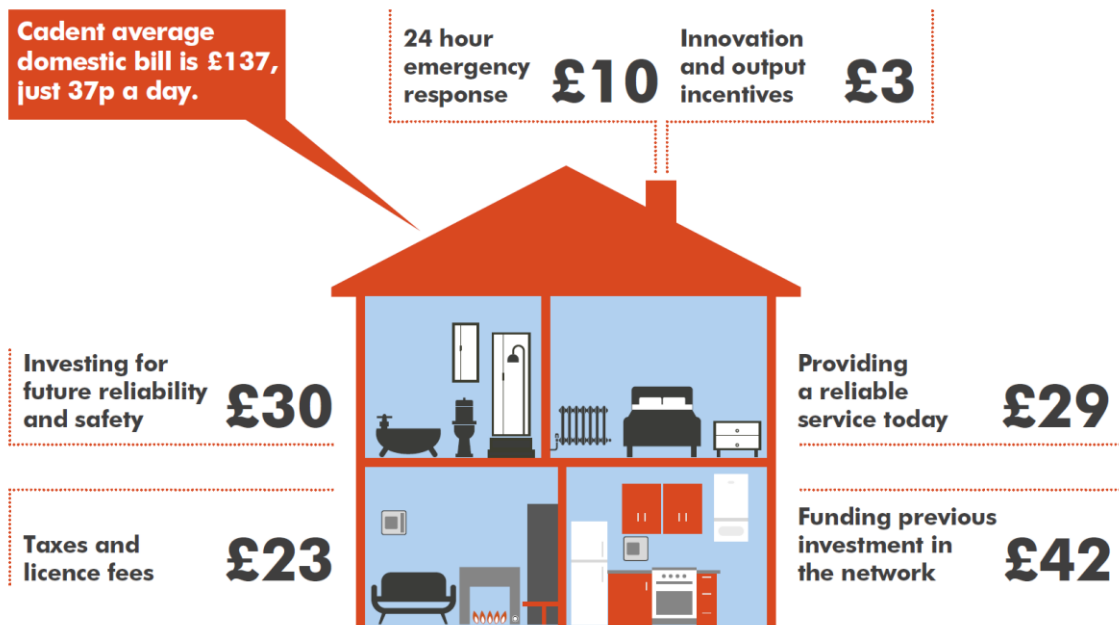 Cadent average
domestic bill is £137,
just 37p a day.
24 hour
emergency
response
£10
Innovation
and output
incentives
£3
Investing for
future reliability
and safety
£30
Providing
a reliable
service today
£29
Taxes and
licence fees
£23
Funding previous
investment in
the network
£42